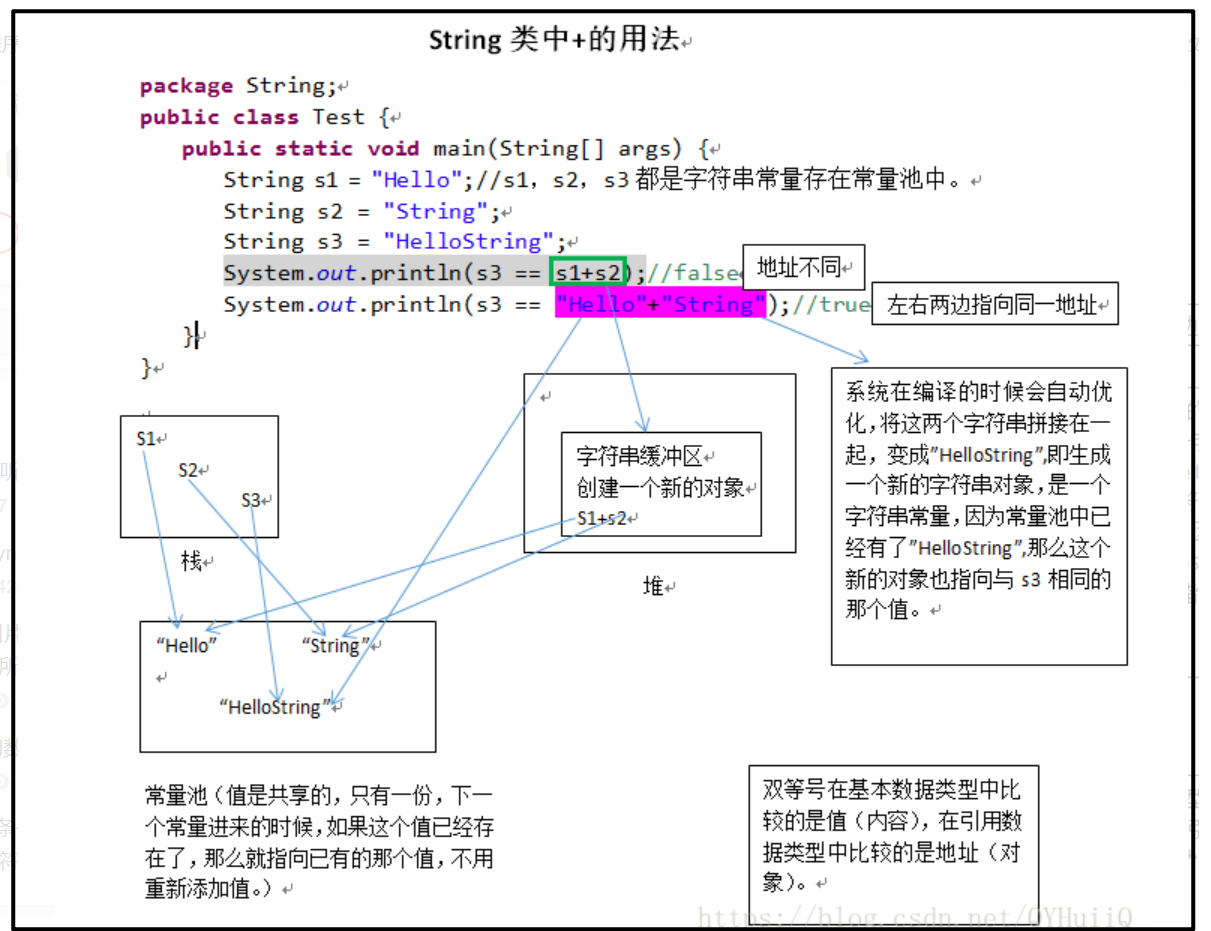 String 类中+的用法
package String;
public class Test {
public static void main(String[] args) {
String s1 = "Hello";//s1，s2，s3 都是字符串常量存在常量池中。
String s2 = "String";
String s3 = "HelloString";
System.out.println(s3 == s1+s2);//false
地址不同
System.out.println(s3 == "Hello"+"String");//true
左右两边指向同一地址
}
}
系统在编译的时候会自动优
化，将这两个字符串拼接在一
起，变成"HelloString",即生成
一个新的字符串对象，是一个
字符串常量，因为常量池中已
经有了"HelloString",那么这个
新的对象也指向与 s3 相同的
那个值。
S1
S2
S3
栈
字符串缓冲区
创建一个新的对象
S1+s2
堆
“Hello” “String”
“HelloString”
常量池（值是共享的，只有一份，下一
个常量进来的时候，如果这个值已经存
在了，那么就指向已有的那个值，不用
重新添加值。）
双等号在基本数据类型中比
较的是值（内容），在引用数
据类型中比较的是地址（对
象）。
https://blog.csdn.net/QYHuiiQ